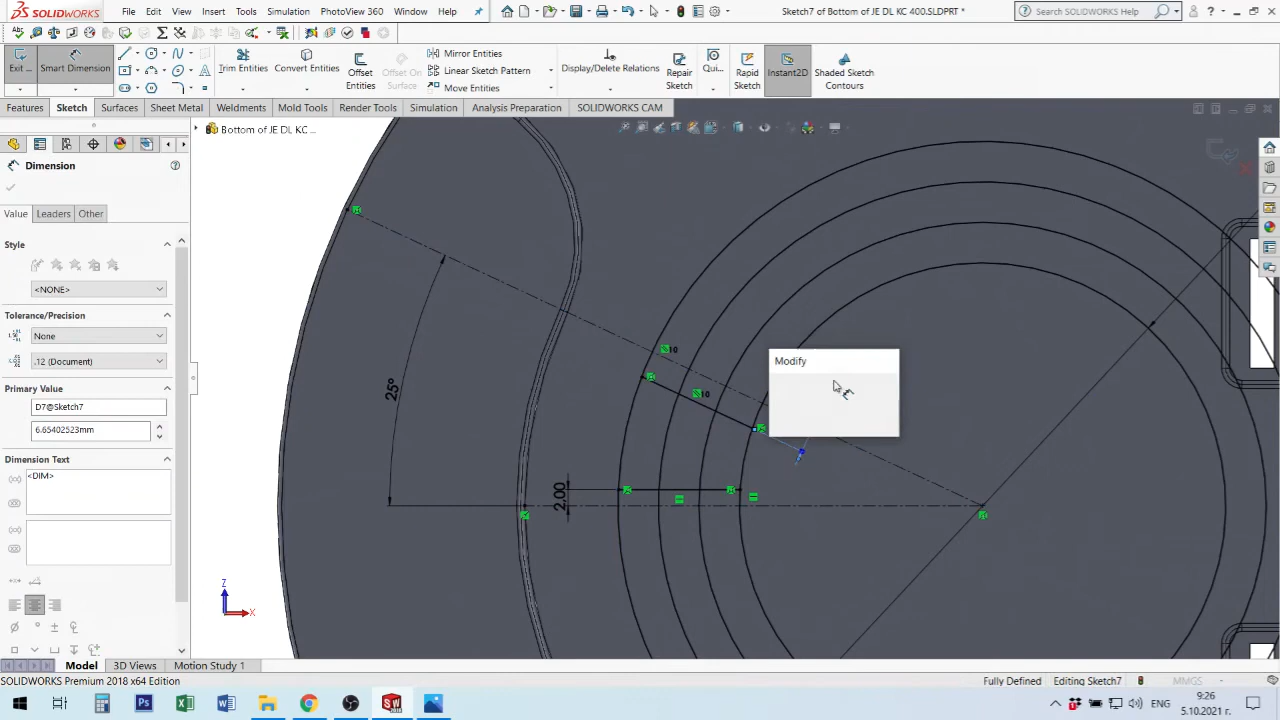 SOLIDWORKS
File
Edit
View
Insert
Tools
Simulation
PhotoView 360
Window
Help
Sketch7 of Bottom of JE DL KC 400.SLDPRT *
Search SOLIDWORKS Help
Exit ...
Smart Dimension
Trim Entities
Convert Entities
Offset Entities
Offset On Surface
Mirror Entities
Linear Sketch Pattern
Move Entities
Display/Delete Relations
Repair Sketch
Qui...
Rapid Sketch
Instant2D
Shaded Sketch Contours
Features
Sketch
Surfaces
Sheet Metal
Weldments
Mold Tools
Render Tools
Simulation
Analysis Preparation
SOLIDWORKS CAM
Bottom of JE DL KC ...
Dimension
Value
Leaders
Other
Style
<NONE>
Tolerance/Precision
None
.12 (Document)
Primary Value
D7@Sketch7
6.65402523mm
Dimension Text
<DIM>
25°
2,00
10
10
Modify
Z
X
Model
3D Views
Motion Study 1
SOLIDWORKS Premium 2018 x64 Edition
Fully Defined
Editing Sketch7
MMGS
9:26
5.10.2021 г.